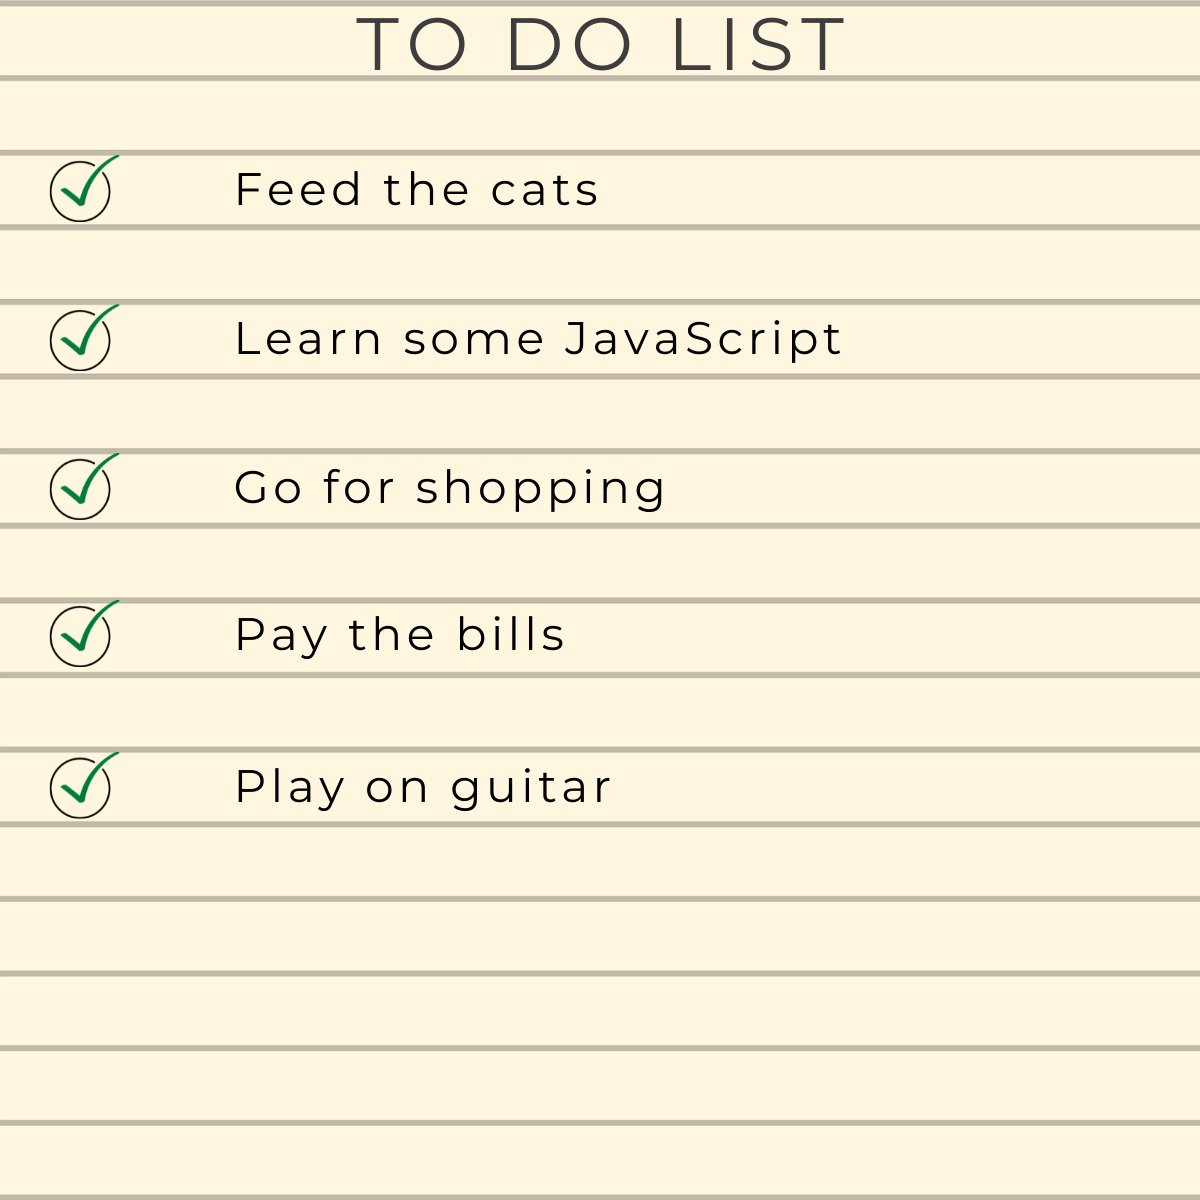 TO DO LIST
Feed the cats
Learn some JavaScript
Go for shopping
Pay the bills
Play on guitar